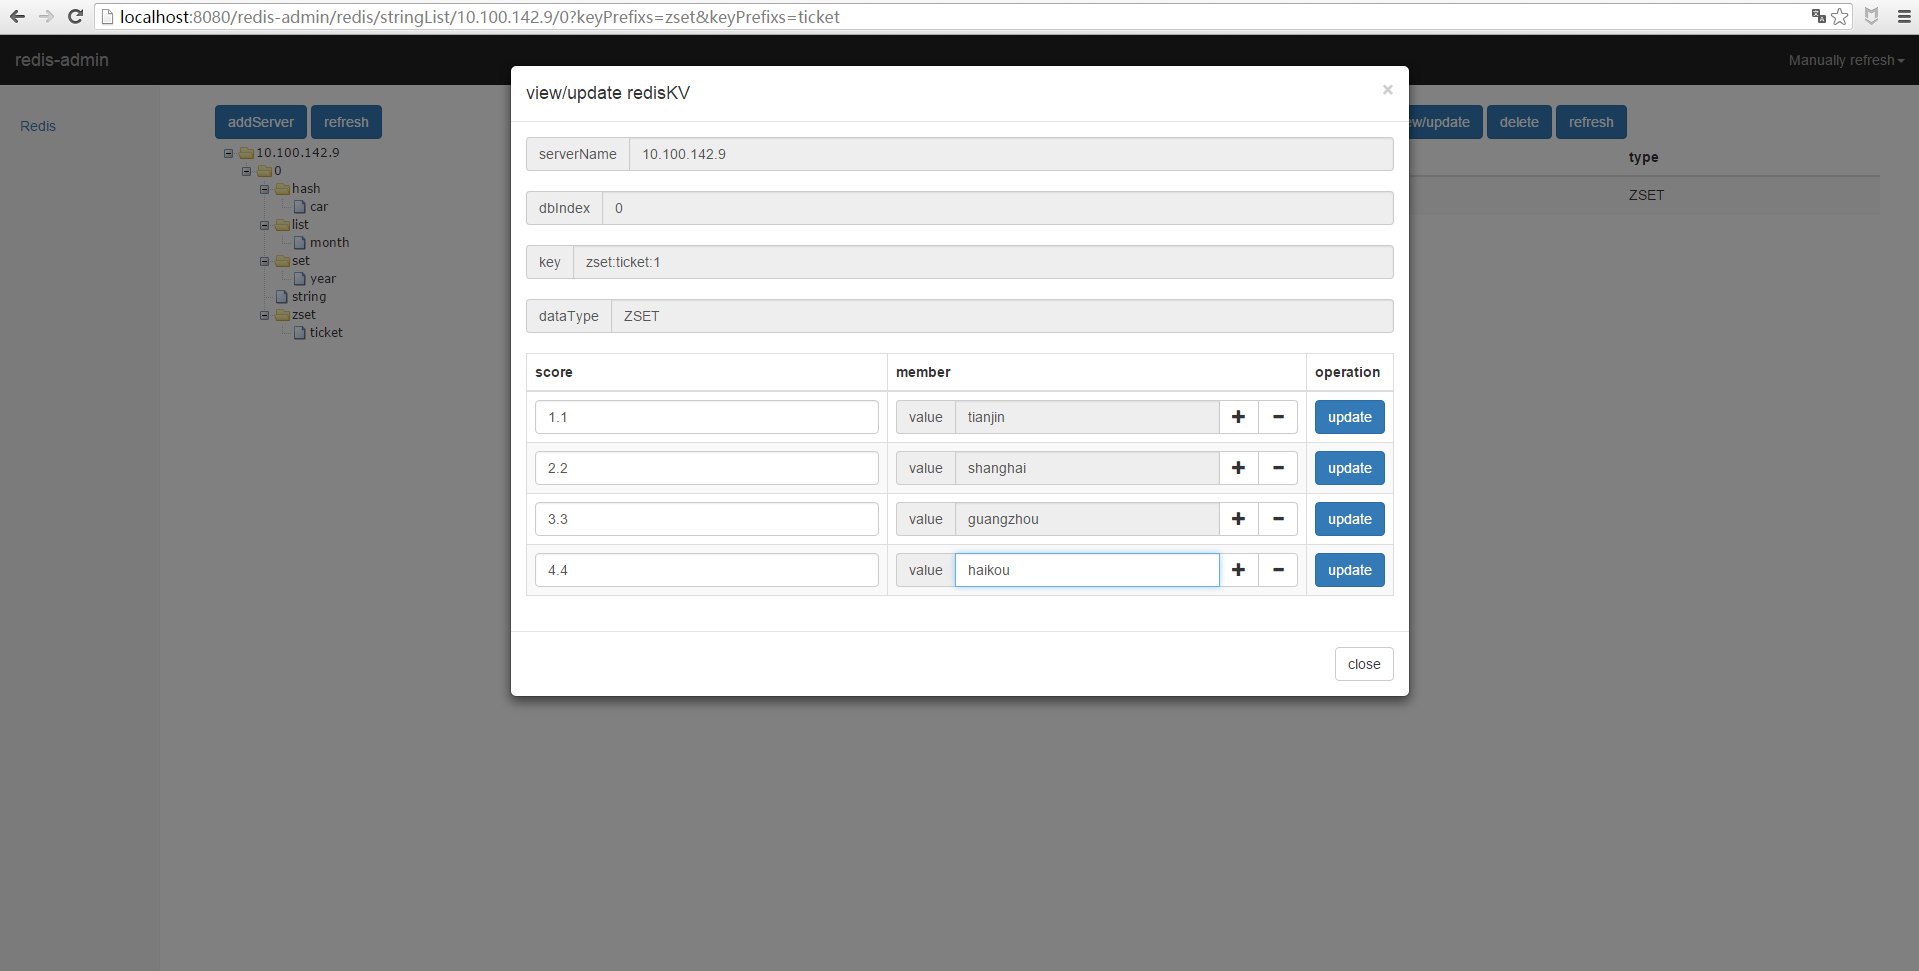 localhost:8080/redis-admin/redis/stringList/10.100.142.9/0?keyPrefixs=zset&keyPrefixs=ticket
redis-admin
Manually refresh
Redis
addServer refresh
10.100.142.9
0
hash
car
list
month
set
year
string
zset
ticket
view/update redisKV
×
serverName 10.100.142.9
dbIndex 0
key zset:ticket:1
dataType ZSET
score member operation
1.1 value tianjin + - update
2.2 value shanghai + - update
3.3 value guangzhou + - update
4.4 value haikou + - update
close
ew/update delete refresh
type
ZSET